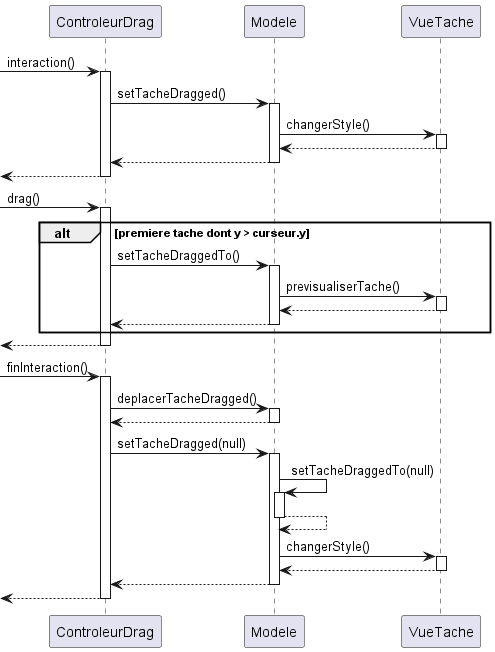 ControleurDrag Modele VueTache
interaction()
setTacheDragged()
changerStyle()
drag()
alt [premiere tache dont y > curseur.y]
setTacheDraggedTo()
previsualiserTache()
finInteraction()
deplacerTacheDragged()
setTacheDragged(null)
setTacheDraggedTo(null)
changerStyle()
ControleurDrag Modele VueTache